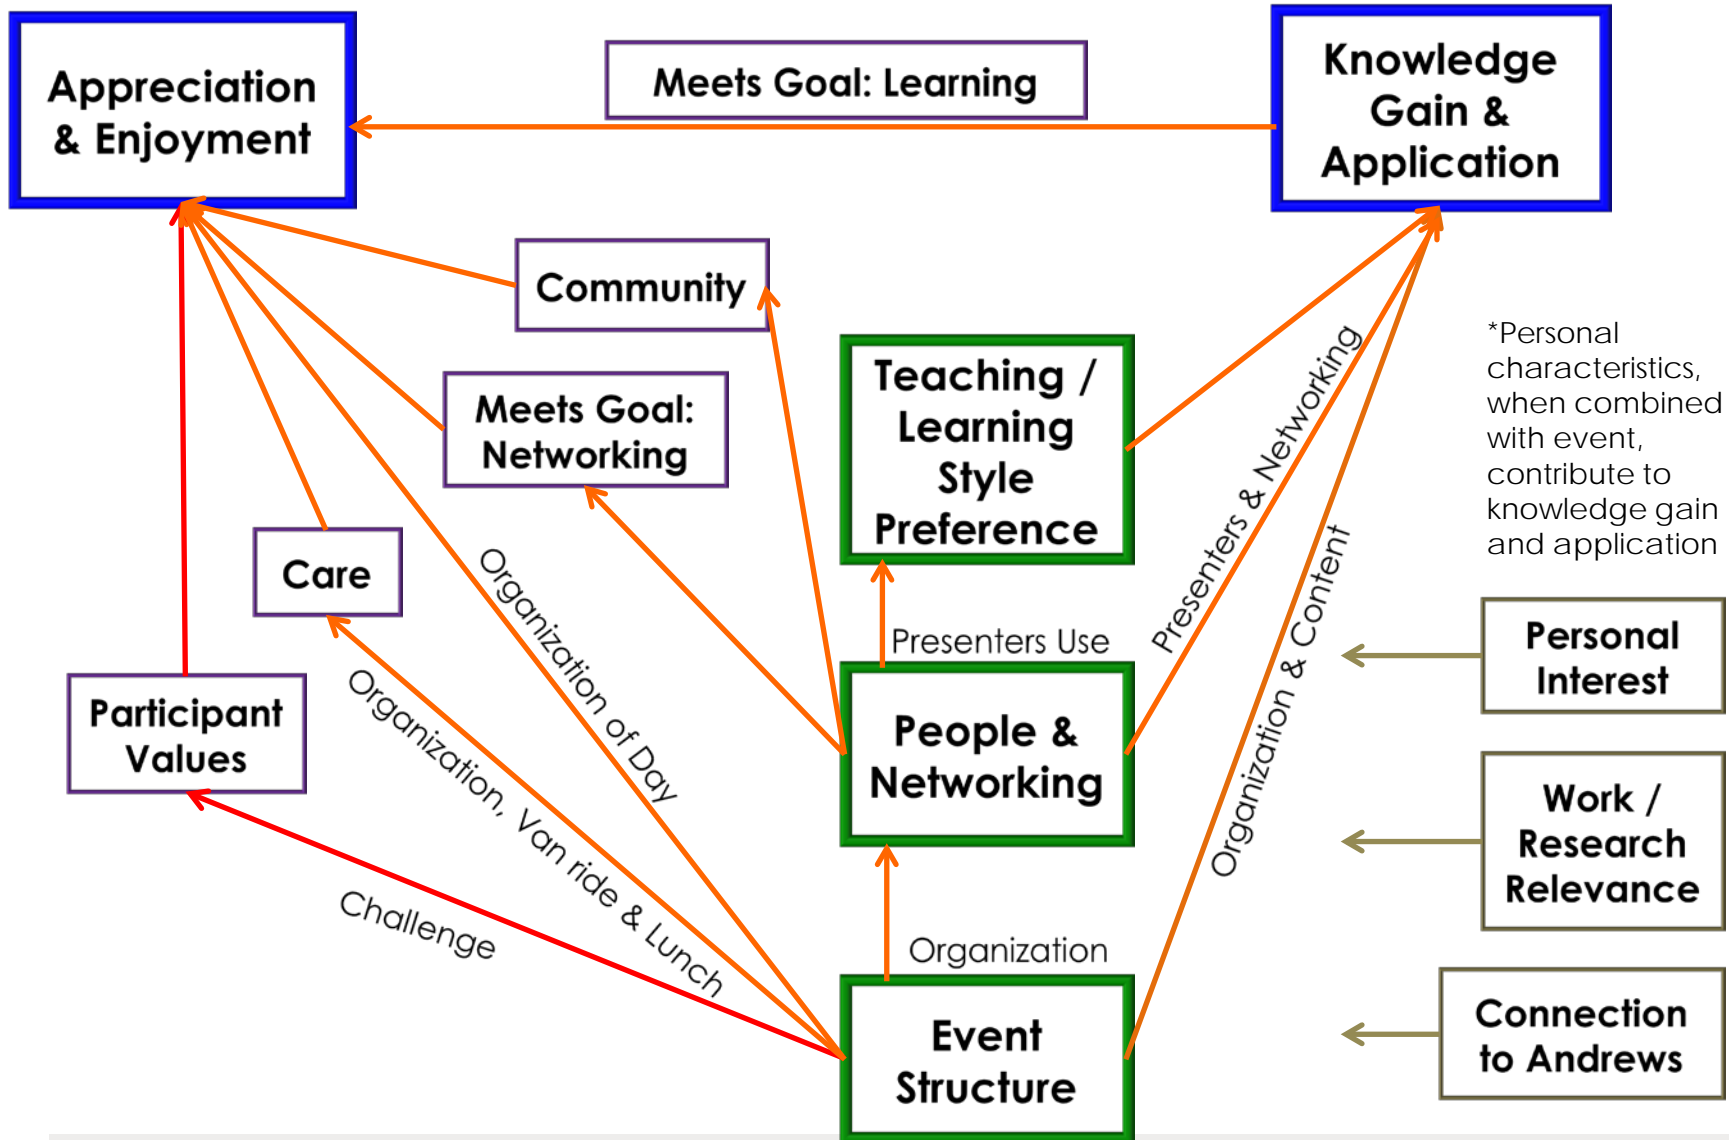 Appreciation
& Enjoyment
Meets Goal: Learning
Knowledge
Gain &
Application
Community
Meets Goal:
Networking
Care
Participant
Values
Teaching /
Learning
Style
Preference
Presenters Use
People &
Networking
Organization
Event
Structure
Challenge
Organization, Van ride & Lunch
Organization of Day
Presenters & Networking
Organization & Content
*Personal
characteristics,
when combined
with event,
contribute to
knowledge gain
and application
Personal
Interest
Work /
Research
Relevance
Connection
to Andrews